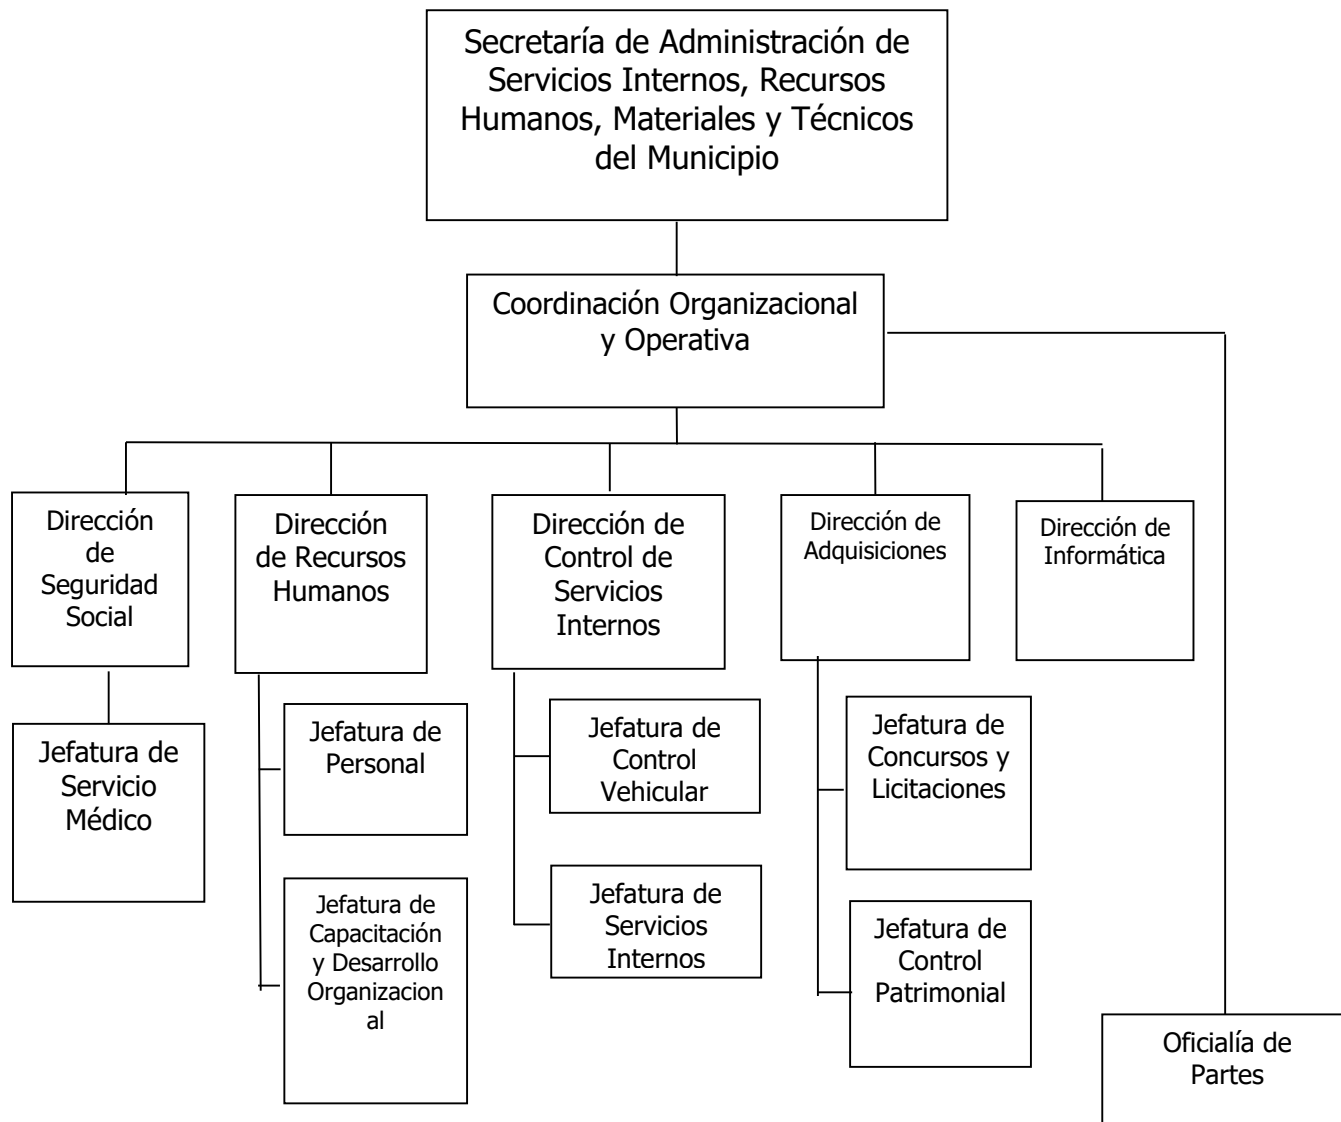 Secretaría de Administración de
Servicios Internos, Recursos
Humanos, Materiales y Técnicos
del Municipio
Coordinación Organizacional
y Operativa
Dirección
de
Seguridad
Social
Dirección
de Recursos
Humanos
Dirección de
Control de
Servicios
Internos
Dirección de
Adquisiciones
Dirección de
Informática
Jefatura de
Servicio
Médico
Jefatura de
Personal
Jefatura de
Control
Vehicular
Jefatura de
Concursos y
Licitaciones
Jefatura de
Capacitación
y Desarrollo
Organizacion
al
Jefatura de
Servicios
Internos
Jefatura de
Control
Patrimonial
Oficialía de
Partes